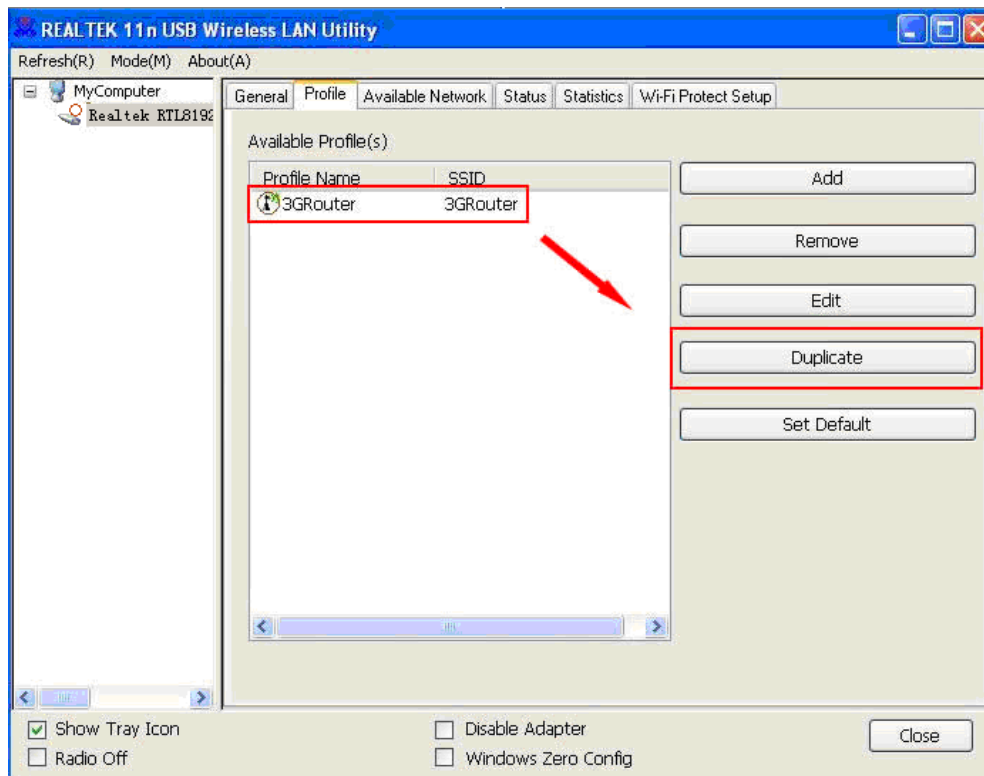 REALTEK 11n USB Wireless LAN Utility
Refresh(R) Mode(M) About(A)
MyComputer
Realtek RTL8192
General Profile Available Network Status Statistics Wi-Fi Protect Setup
Available Profile(s)
Profile Name SSID
3GRouter 3GRouter
Add
Remove
Edit
Duplicate
Set Default
Show Tray Icon
Radio Off
Disable Adapter
Windows Zero Config
Close